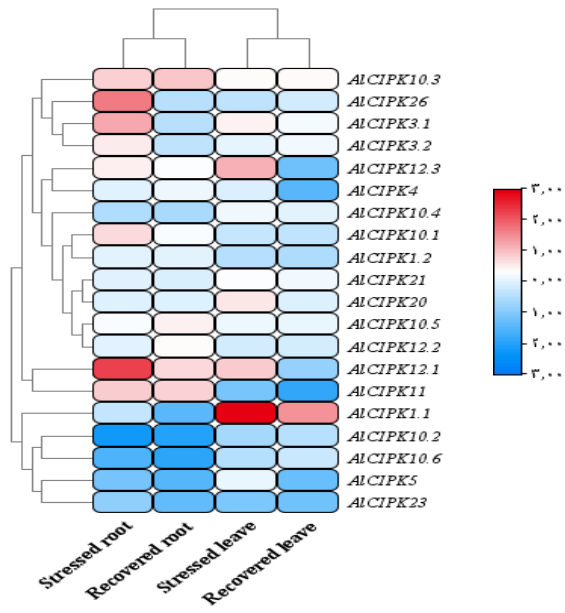 AlCIPK10.3
AlCIPK26
AlCIPK3.1
AlCIPK3.2
AlCIPK12.3
AlCIPK4
AlCIPK10.4
AlCIPK10.1
AlCIPK1.2
AlCIPK21
AlCIPK20
AlCIPK10.5
AlCIPK12.2
AlCIPK12.1
AlCIPK11
AlCIPK1.1
AlCIPK10.2
AlCIPK10.6
AlCIPK5
AlCIPK23
٣,٠٠
٢,٠٠
١,٠٠
٠,٠٠
١,٠٠
٢,٠٠
٣,٠٠
Stressed root
Recovered root
Stressed leave
Recovered leave